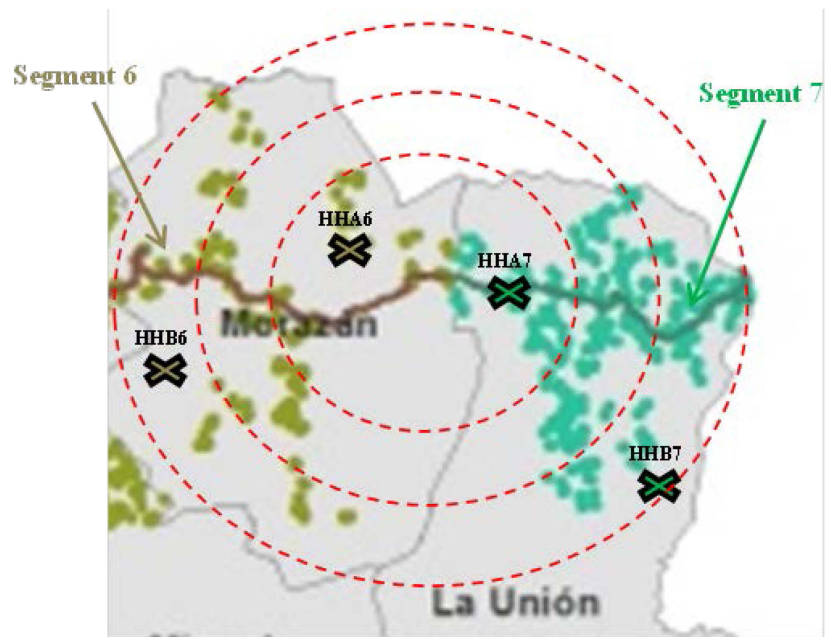 Segment 6
Segment 7
HHA6
HHA7
Morazán
HHB6
HHB7
La Unión